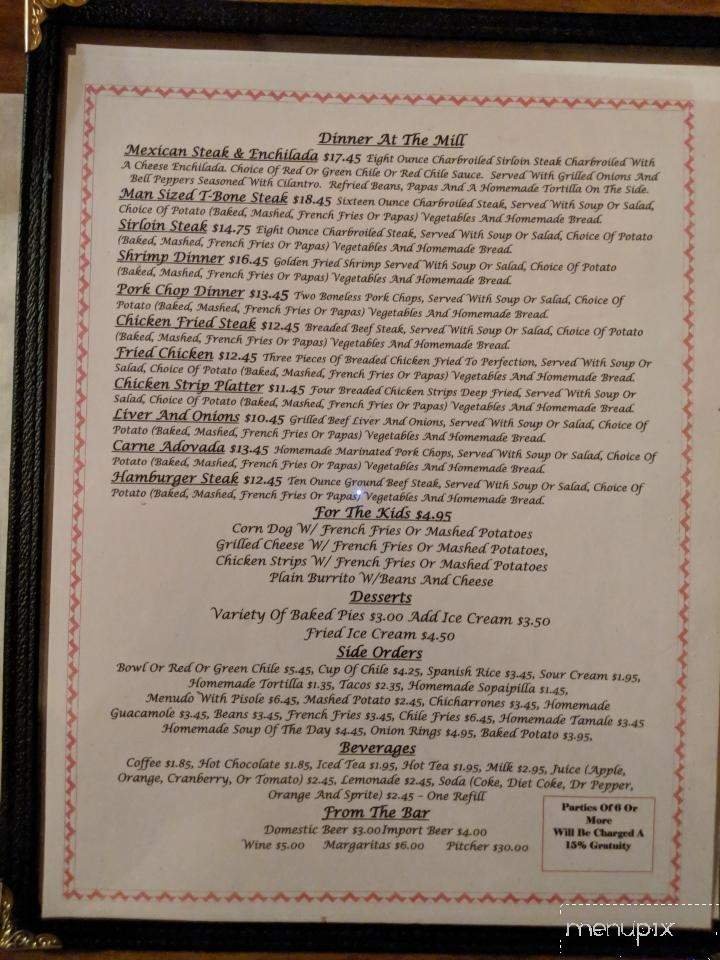 Dinner At The Mill
Mexican Steak & Enchilada $17.45 Eight Ounce Charbroiled Sirloin Steak Charbroiled With
A Cheese Enchilada. Choice Of Red Or Green Chile Or Red Chile Sauce. Served With Grilled Onions And
Bell Peppers Seasoned With Cilantro. Refried Beans, Papas And A Homemade Tortilla On The Side.
Man Sized T-Bone Steak $18.45 Sixteen Ounce Charbroiled Steak, Served With Soup Or Salad,
Choice Of Potato (Baked, Mashed, French Fries Or Papas) Vegetables And Homemade Bread.
Sirloin Steak $14.75 Eight Ounce Charbroiled Steak, Served With Soup Or Salad, Choice Of Potato
(Baked, Mashed, French Fries Or Papas) Vegetables And Homemade Bread.
Shrimp Dinner $16.45 Golden Fried Shrimp Served With Soup Or Salad, Choice Of Potato
(Baked, Mashed, French Fries Or Papas) Vegetables And Homemade Bread.
Pork Chop Dinner $13.45 Two Boneless Pork Chops, Served With Soup Or Salad, Choice Of
Potato (Baked, Mashed, French Fries Or Papas) Vegetables And Homemade Bread.
Chicken Fried Steak $12.45 Breaded Beef Steak, Served With Soup Or Salad, Choice Of Potato
(Baked, Mashed, French Fries Or Papas) Vegetables And Homemade Bread.
Fried Chicken $12.45 Three Pieces Of Breaded Chicken Fried To Perfection, Served With Soup Or
Salad, Choice Of Potato (Baked, Mashed, French Fries Or Papas) Vegetables And Homemade Bread.
Chicken Strip Platter $11.45 Four Breaded Chicken Strips Deep Fried, Served With Soup Or
Salad, Choice Of Potato (Baked, Mashed, French Fries Or Papas) Vegetables And Homemade Bread.
Liver And Onions $10.45 Grilled Beef Liver And Onions, Served With Soup Or Salad, Choice Of
Potato (Baked, Mashed, French Fries Or Papas) Vegetables And Homemade Bread.
Carne Adovada $13.45 Homemade Marinated Pork Chops, Served With Soup Or Salad, Choice Of
Potato (Baked, Mashed, French Fries Or Papas) Vegetables And Homemade Bread.
Hamburger Steak $12.45 Ten Ounce Ground Beef Steak, Served With Soup Or Salad, Choice Of
Potato (Baked, Mashed, French Fries Or Papas) Vegetables And Homemade Bread.
For The Kids $4.95
Corn Dog W/ French Fries Or Mashed Potatoes
Grilled Cheese W/ French Fries Or Mashed Potatoes,
Chicken Strips W/ French Fries Or Mashed Potatoes
Plain Burrito W/Beans And Cheese
Desserts
Variety Of Baked Pies $3.00 Add Ice Cream $3.50
Fried Ice Cream $4.50
Side Orders
Bowl Or Red Or Green Chile $5.45, Cup Of Chile $4.25, Spanish Rice $3.45, Sour Cream $1.95,
Homemade Tortilla $1.35, Tacos $2.35, Homemade Sopaipilla $1.45,
Menudo With Pisole $6.45, Mashed Potato $2.45, Chicharrones $3.45, Homemade
Guacamole $3.45, Beans $3.45, French Fries $3.45, Chile Fries $6.45, Homemade Tamale $3.45
Homemade Soup Of The Day $4.45, Onion Rings $4.95, Baked Potato $3.95,
Beverages
Coffee $1.85, Hot Chocolate $1.85, Iced Tea $1.95, Hot Tea $1.95, Milk $2.95, Juice (Apple,
Orange, Cranberry, Or Tomato) $2.45, Lemonade $2.45, Soda (Coke, Diet Coke, Dr Pepper,
Orange And Sprite) $2.45 - One Refill
From The Bar
Domestic Beer $3.00Import Beer $4.00
Wine $5.00 Margaritas $6.00 Pitcher $30.00
Parties Of 6 Or
More
Will Be Charged A
15% Gratuity
menupix